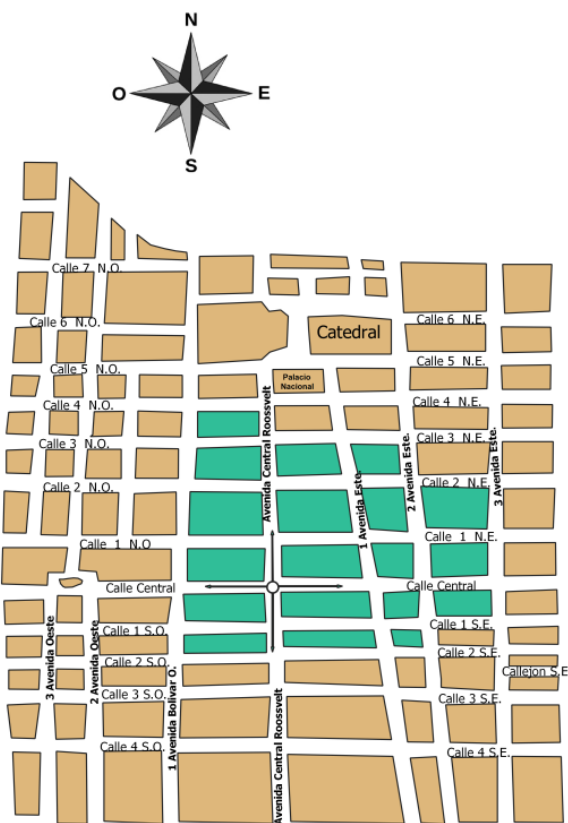 N
O
E
S
Calle 7 N.O.
Calle 6 N.O.
Calle 6 N.E.
Catedral
Calle 5 N.O.
Calle 5 N.E.
Palacio
Nacional
Calle 4 N.O.
Calle 4 N.E.
Avenida Central Roossvelt
Calle 3 N.O.
Calle 3 N.E.
1 Avenida Este.
2 Avenida Este.
3 Avenida Este.
Calle 2 N.O.
Calle 2 N.E.
Calle 1 N.O
Calle 1 N.E.
Calle Central
Calle Central
3 Avenida Oeste
2 Avenida Oeste
Calle 1 S.O.
Calle 1 S.E.
Calle 2 S.O.
Calle 2 S.E.
1 Avenida Bolivar O.
Callejon S.E
Calle 3 S.O.
Calle 3 S.E.
Avenida Central Roossvelt
Calle 4 S.O.
Calle 4 S.E.